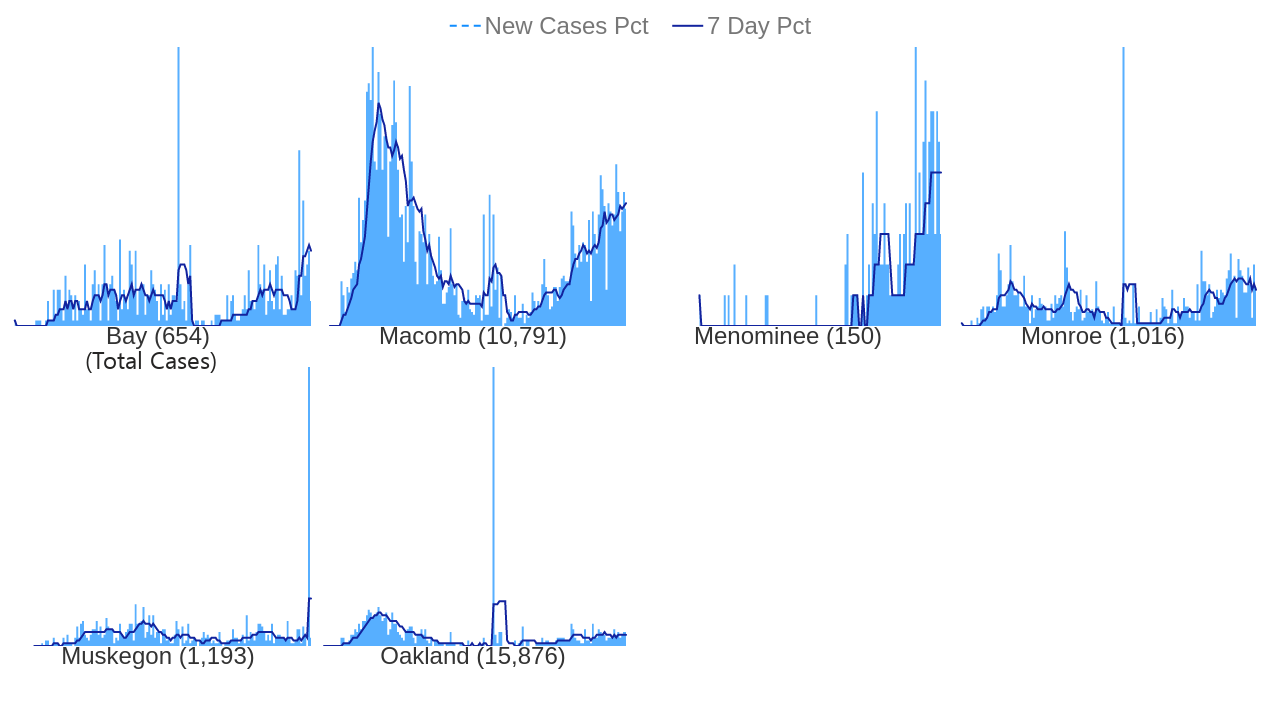 New Cases Pct 7 Day Pct
Bay (654) Macomb (10,791) Menominee (150) Monroe (1,016)
(Total Cases)
Muskegon (1,193) Oakland (15,876)